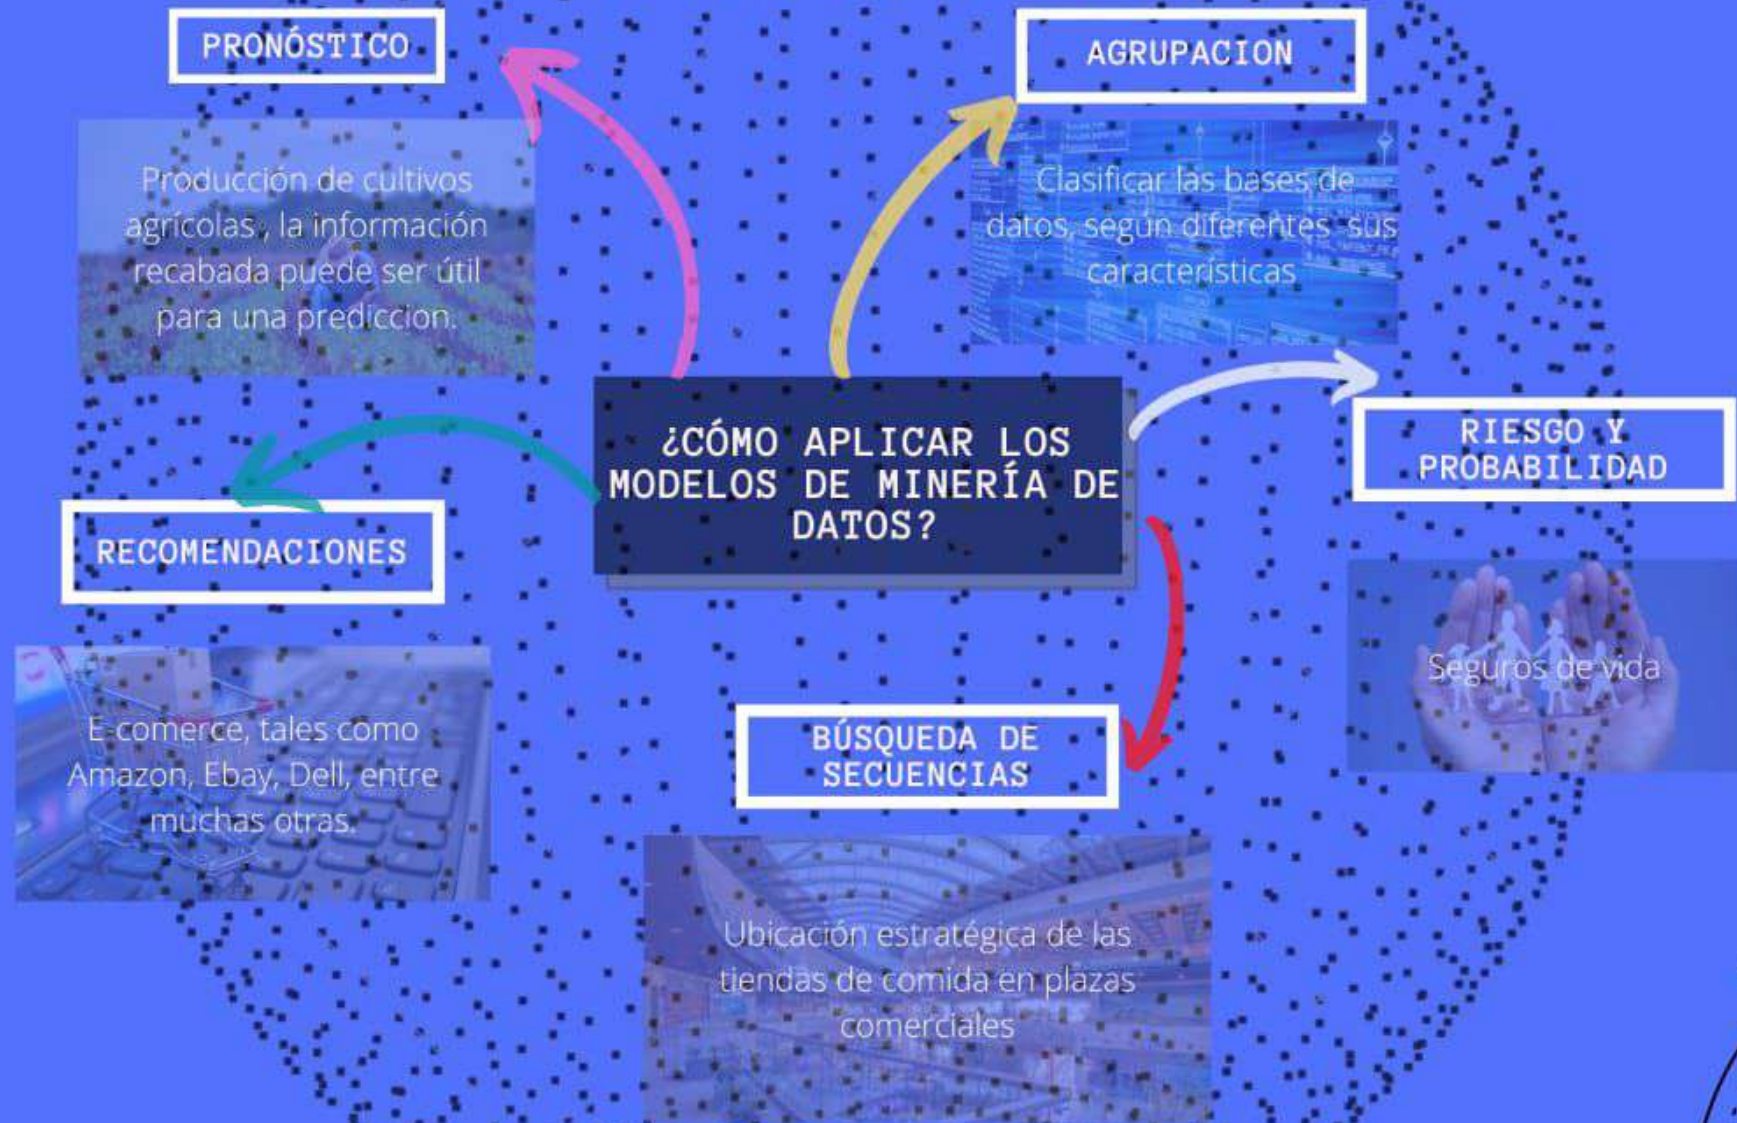 PRONÓSTICO
Producción de cultivos
agrícolas , la información
recabada puede ser útil
para una prediccion.
AGRUPACION
Clasificar las bases de
datos, según diferentes sus
características
¿CÓMO APLICAR LOS
MODELOS DE MINERÍA DE
DATOS?
RIESGO Y
PROBABILIDAD
Seguros de vida
RECOMENDACIONES
E-comerce, tales como
Amazon, Ebay, Dell, entre
muchas otras.
BÚSQUEDA DE
SECUENCIAS
Ubicación estratégica de las
tiendas de comida en plazas
comerciales